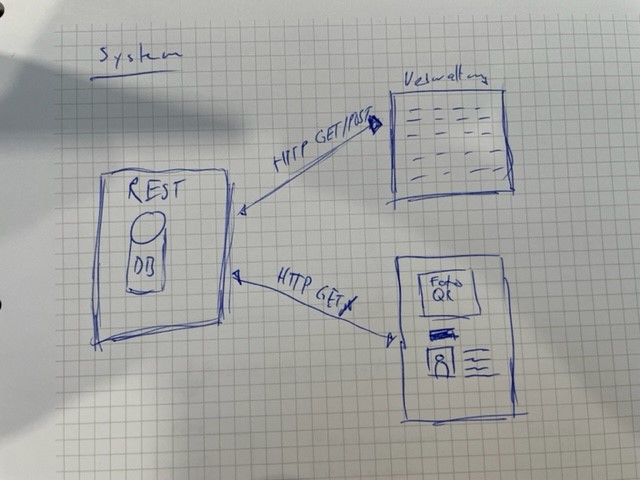 System
Verwaltung
HTTP GET/POST
REST
DB
HTTP GET
Foto
QR